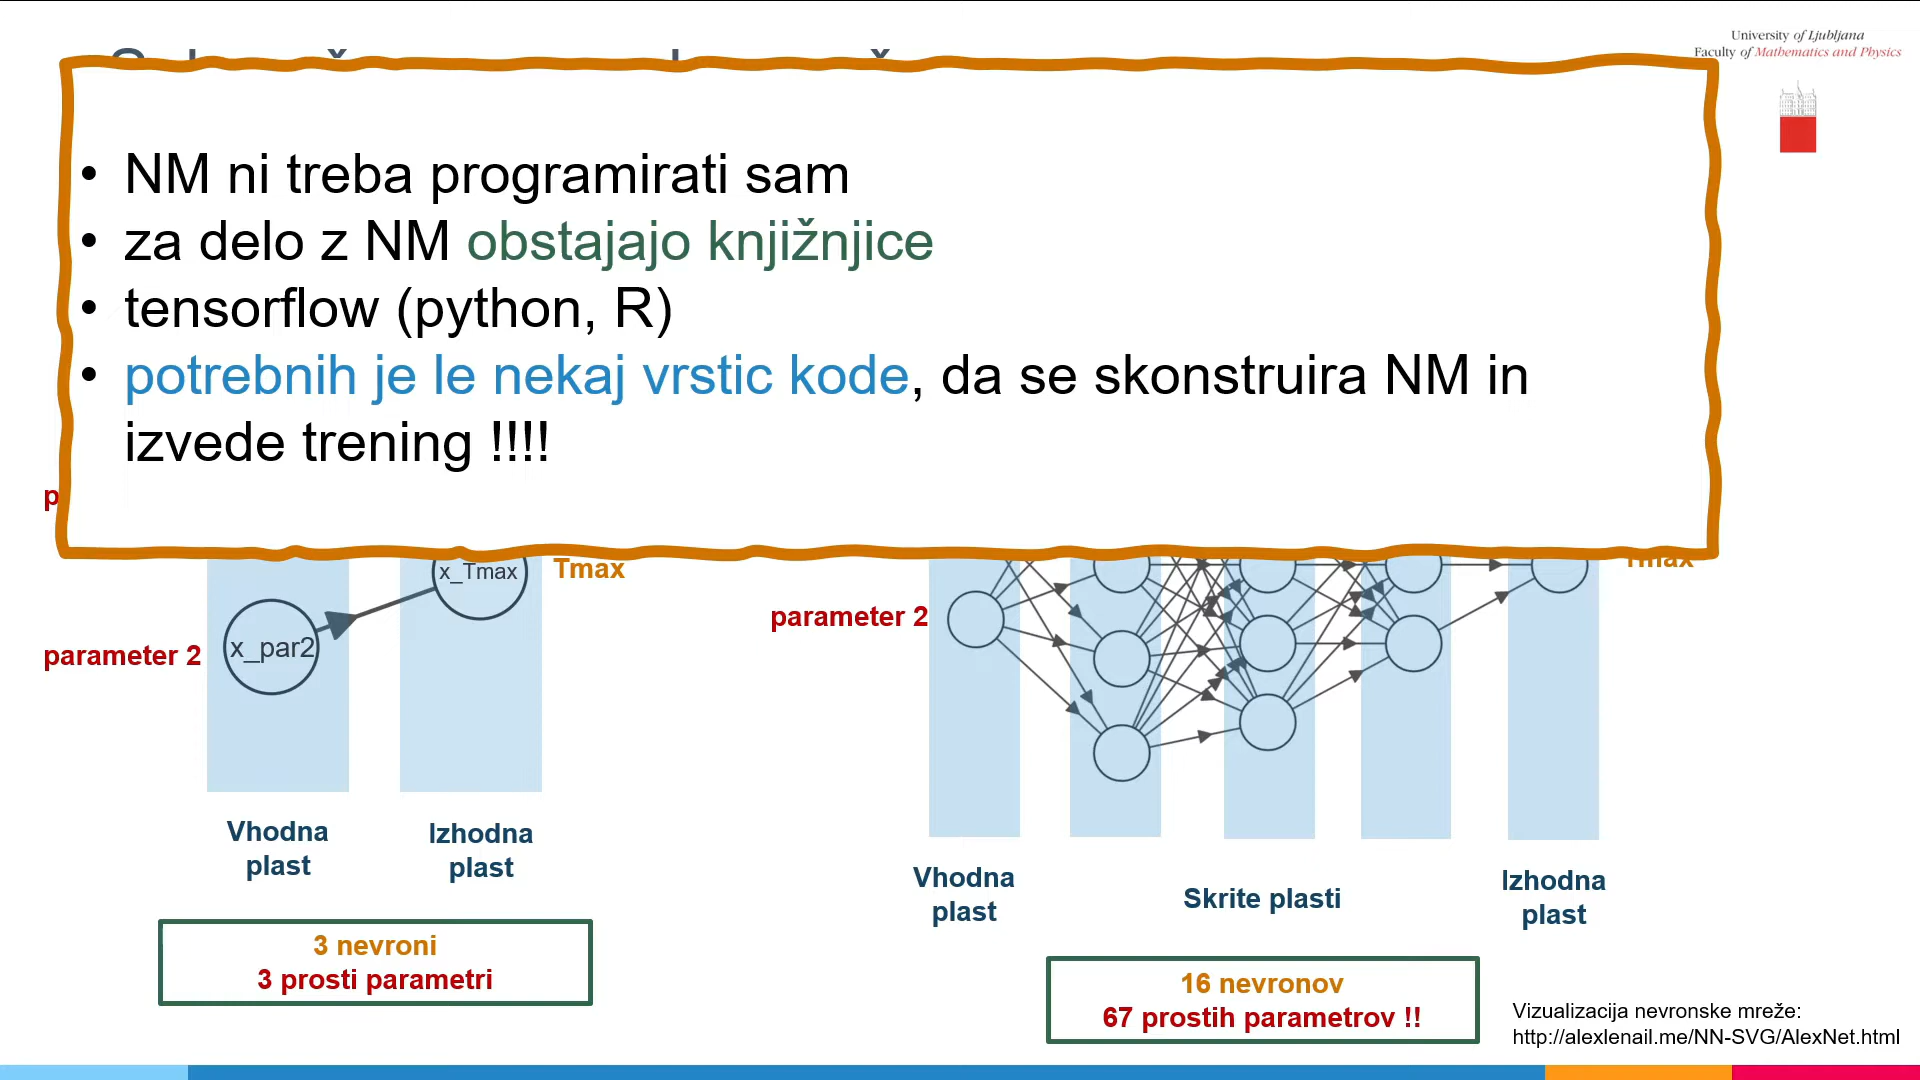 University of Ljubljana
Faculty of Mathematics and Physics
• NM ni treba programirati sam
• za delo z NM obstajajo knjižnjice
• tensorflow (python, R)
• potrebnih je le nekaj vrstic kode, da se skonstruira NM in
izvede trening !!!!
x_Tmax
Tmax
Tmax
parameter 2
x_par2
parameter 2
Vhodna
plast
Izhodna
plast
Vhodna
plast
Skrite plasti
Izhodna
plast
3 nevroni
3 prosti parametri
16 nevronov
67 prostih parametrov !!
Vizualizacija nevronske mreže:
http://alexlenail.me/NN-SVG/AlexNet.html